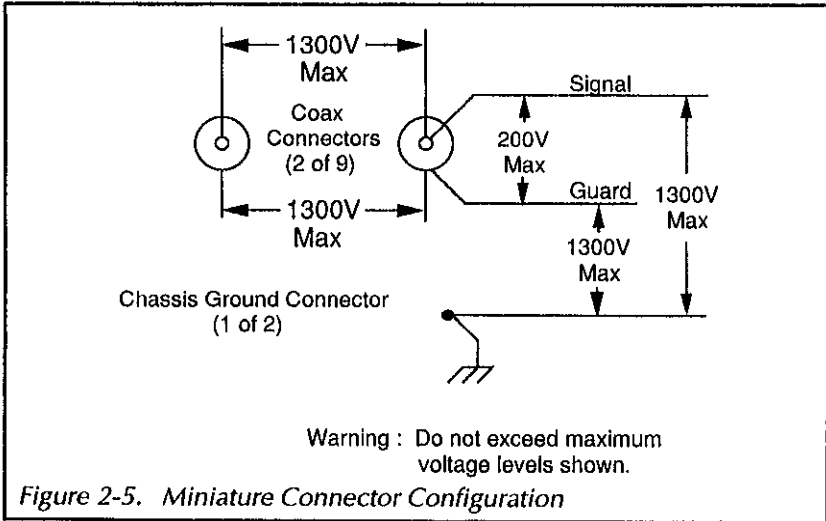 1300V
Max
Signal
Coax
Connectors
(2 of 9)
200V
Max
Guard
1300V
Max
1300V
Max
1300V
Max
Chassis Ground Connector
(1 of 2)
Warning : Do not exceed maximum
voltage levels shown.
Figure 2-5. Miniature Connector Configuration